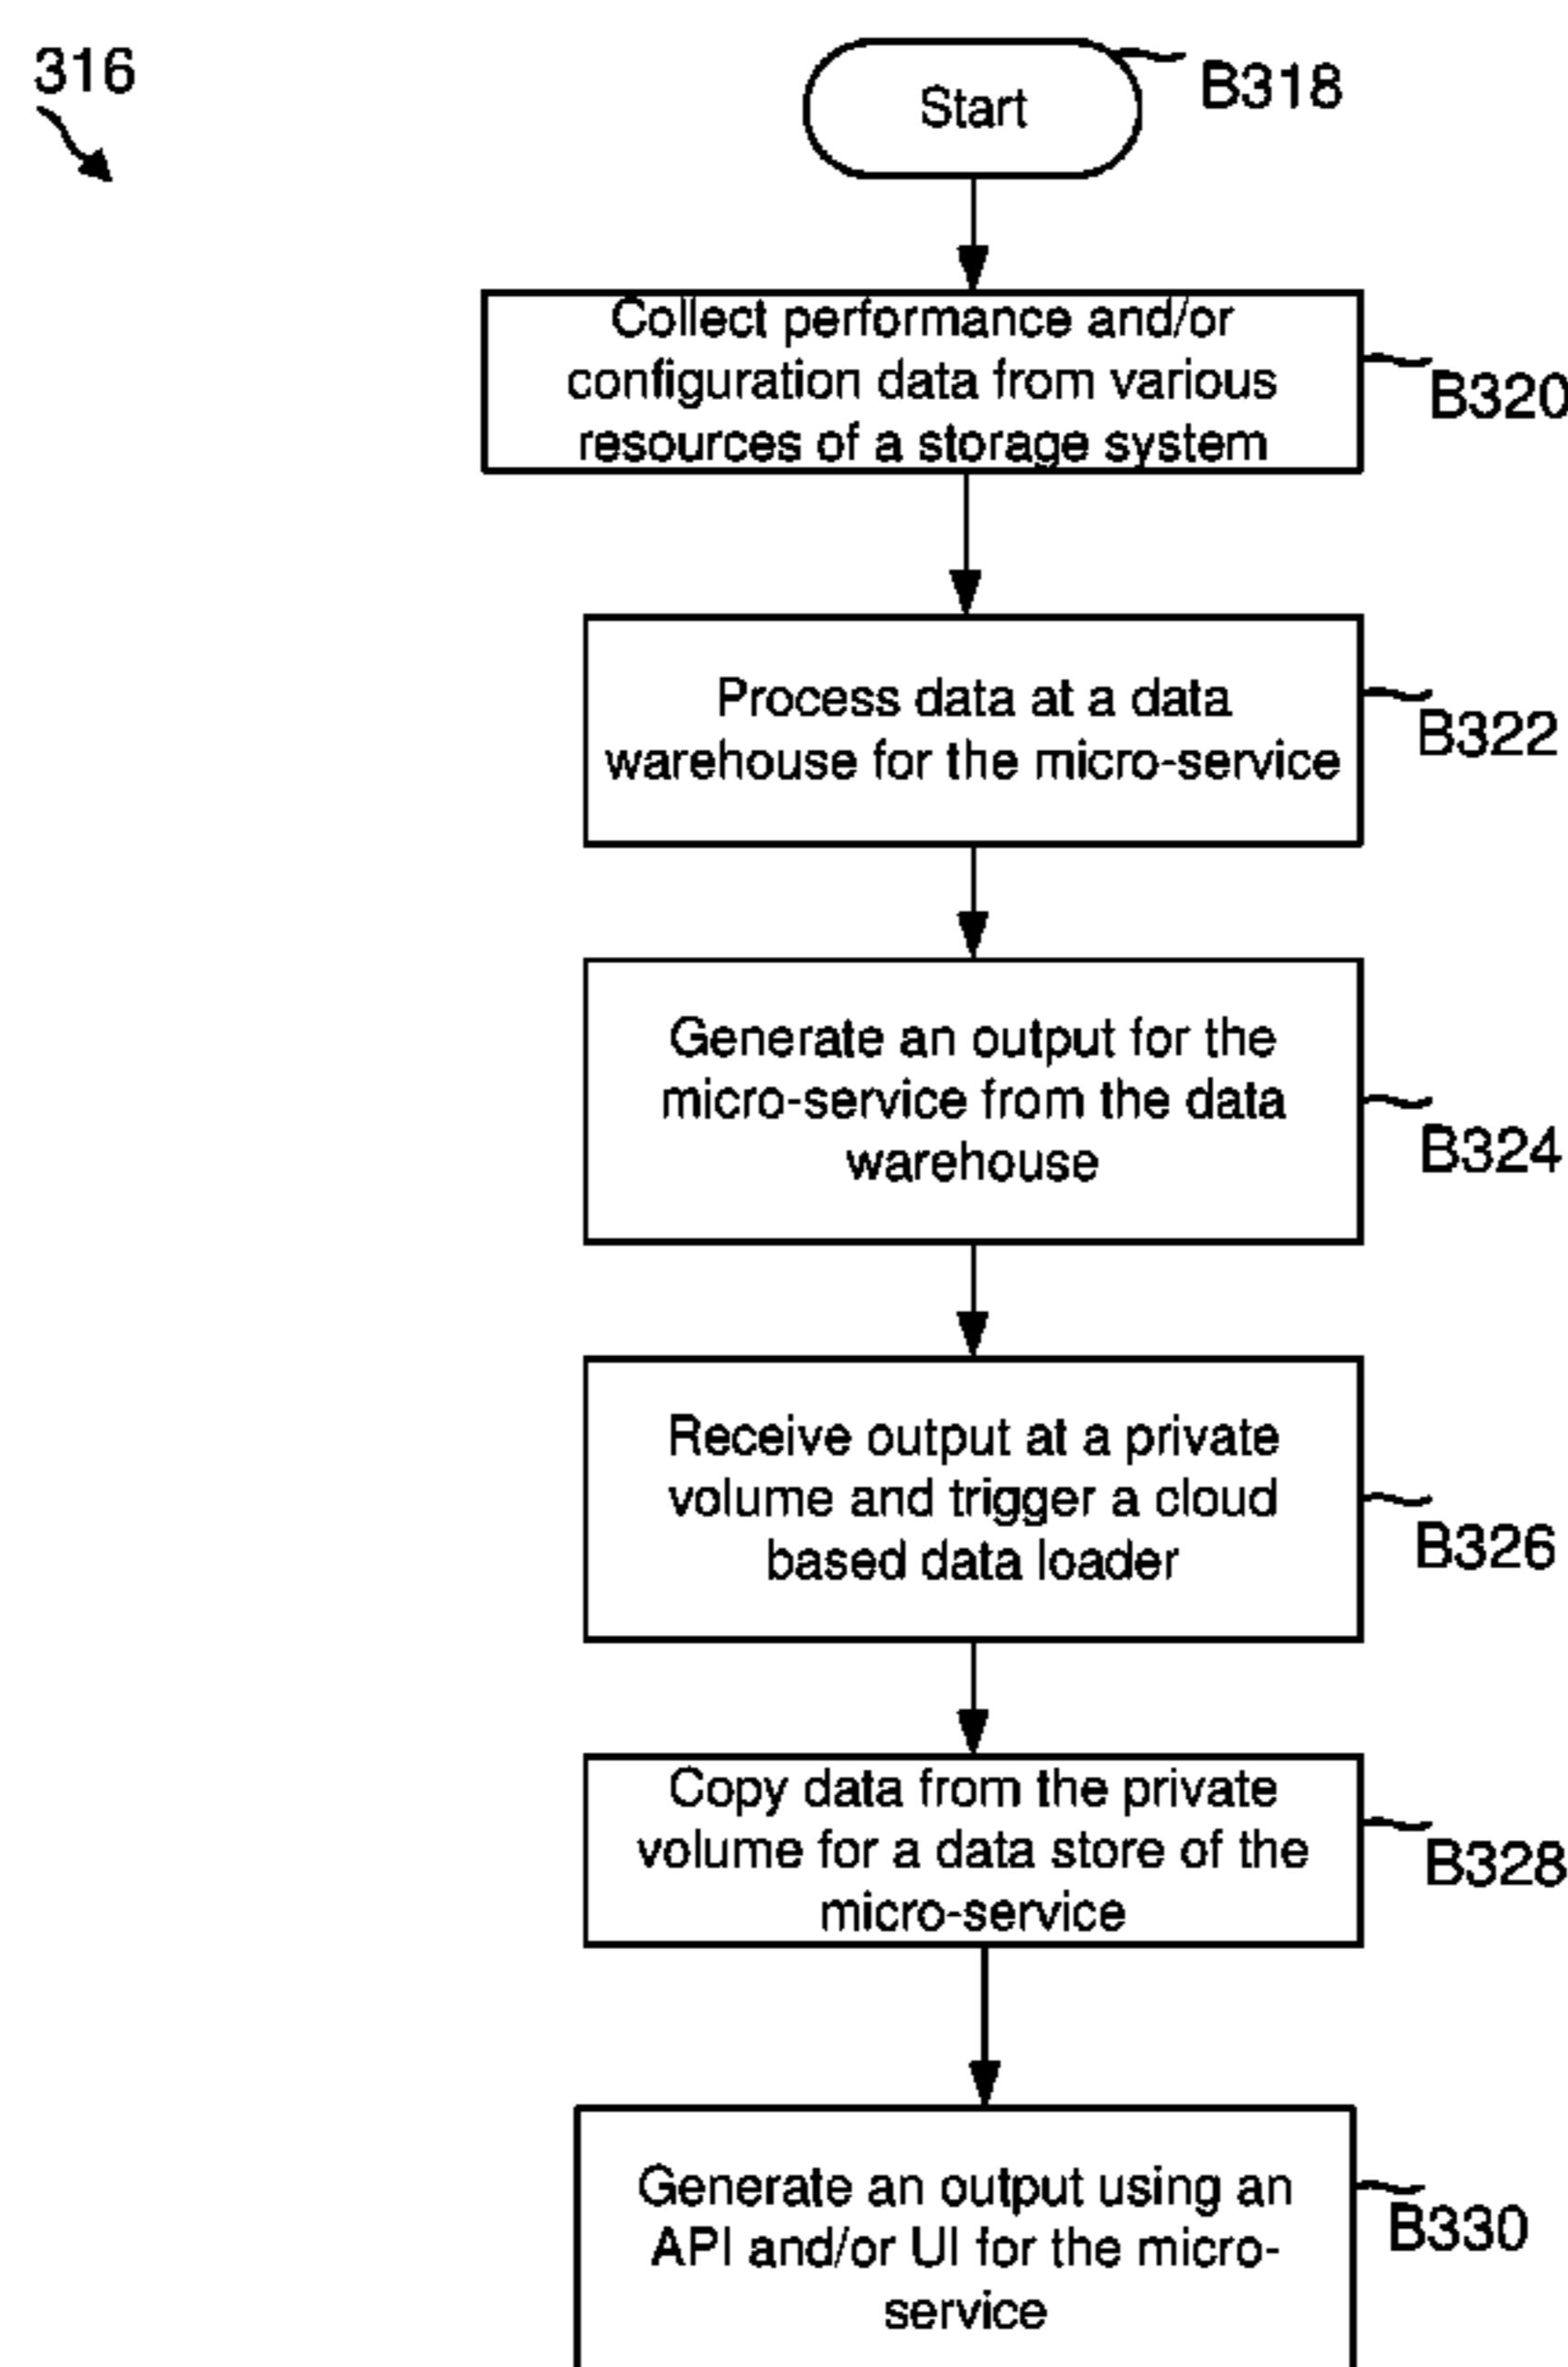 316
Start
B318
Collect performance and/or
configuration data from various
resources of a storage system
B320
Process data at a data
warehouse for the micro-service
B322
Generate an output for the
micro-service from the data
warehouse
B324
Receive output at a private
volume and trigger a cloud
based data loader
B326
Copy data from the private
volume for a data store of the
micro-service
B328
Generate an output using an
API and/or UI for the micro-
service
B330